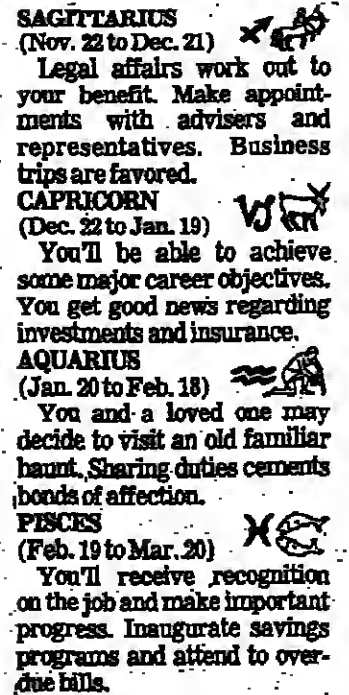 SAGITTARIUS
(Nov. 22 to Dec. 21)
Legal affairs work out to
your benefit. Make appoint-
ments with advisers and
representatives. Business
trips are favored.
CAPRICORN
(Dec. 22 to Jan. 19)
You'll be able to achieve
some major career objectives.
You get good news regarding
investments and insurance.
AQUARIUS
(Jan. 20 to Feb. 18)
You and a loved one may
decide to visit an old familiar
haunt. Sharing duties cements
bonds of affection.
PISCES
(Feb. 19 to Mar. 20)
You'll receive recognition
on the job and make important
progress. Inaugurate savings
programs and attend to over-
due bills.